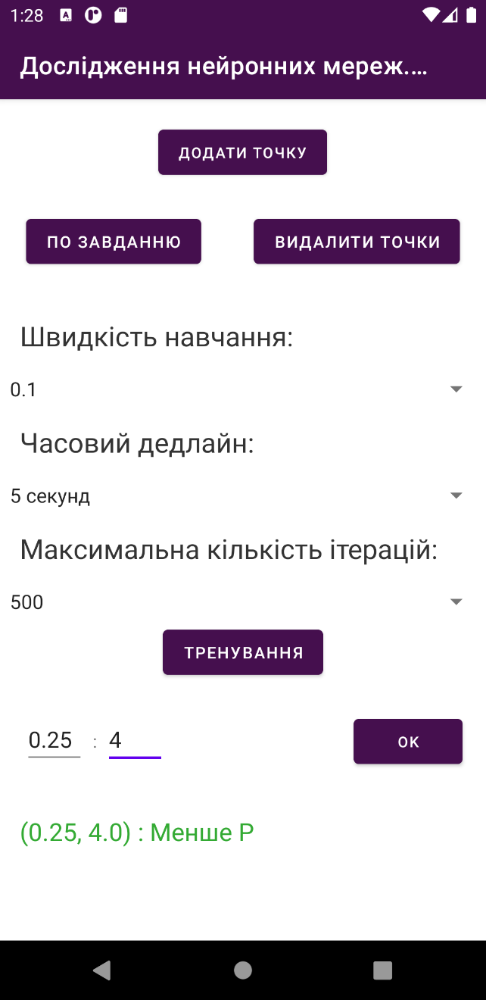 1:28
Дослідження нейронних мереж....
ДОДАТИ ТОЧКУ
ПО ЗАВДАННЮ
ВИДАЛИТИ ТОЧКИ
Швидкість навчання:
0.1
Часовий дедлайн:
5 секунд
Максимальна кількість ітерацій:
500
ТРЕНУВАННЯ
0.25 : 4
ОК
(0.25, 4.0) : Менше P